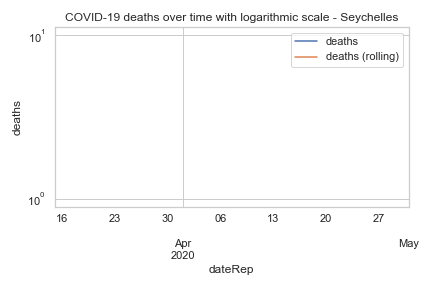 COVID-19 deaths over time with logarithmic scale - Seychelles
10¹
deaths
deaths (rolling)
deaths
10⁰
16 23 30 06 13 20 27
Apr May
2020
dateRep